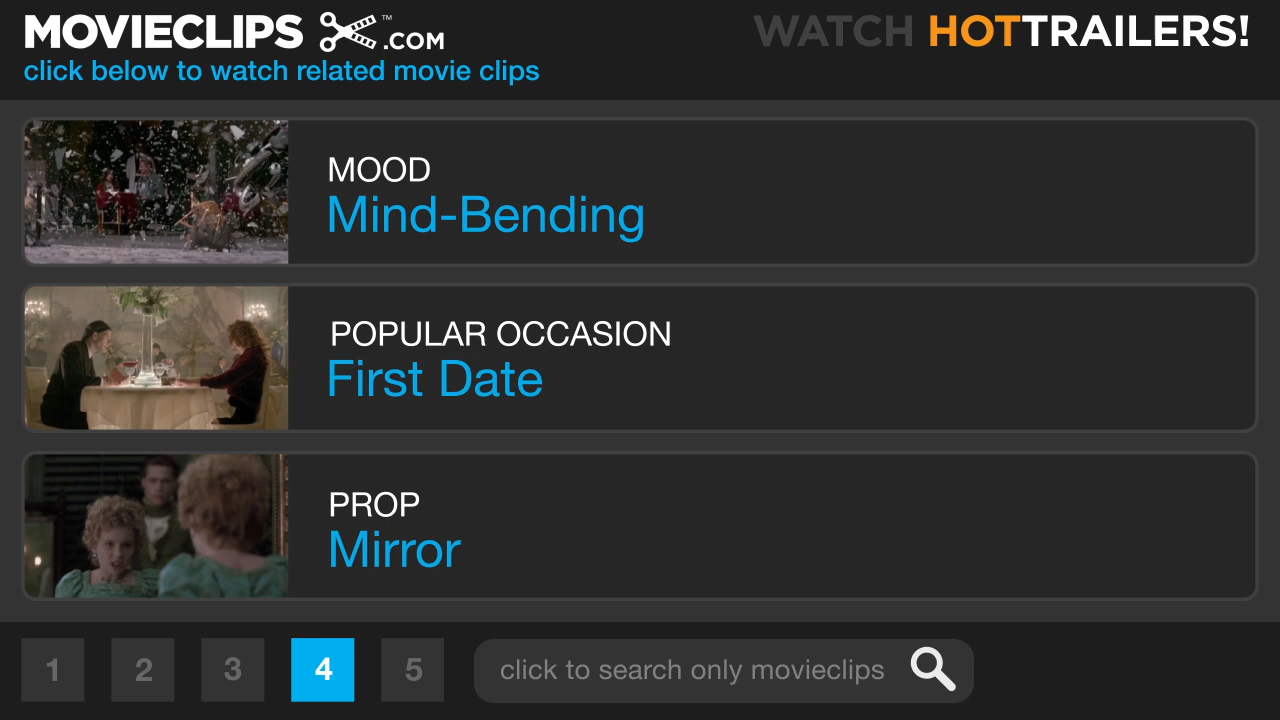 MOVIECLIPS ™ .COM
WATCH HOTTRAILERS!
click below to watch related movie clips
MOOD
Mind-Bending
POPULAR OCCASION
First Date
PROP
Mirror
1 2 3 4 5 click to search only movieclips